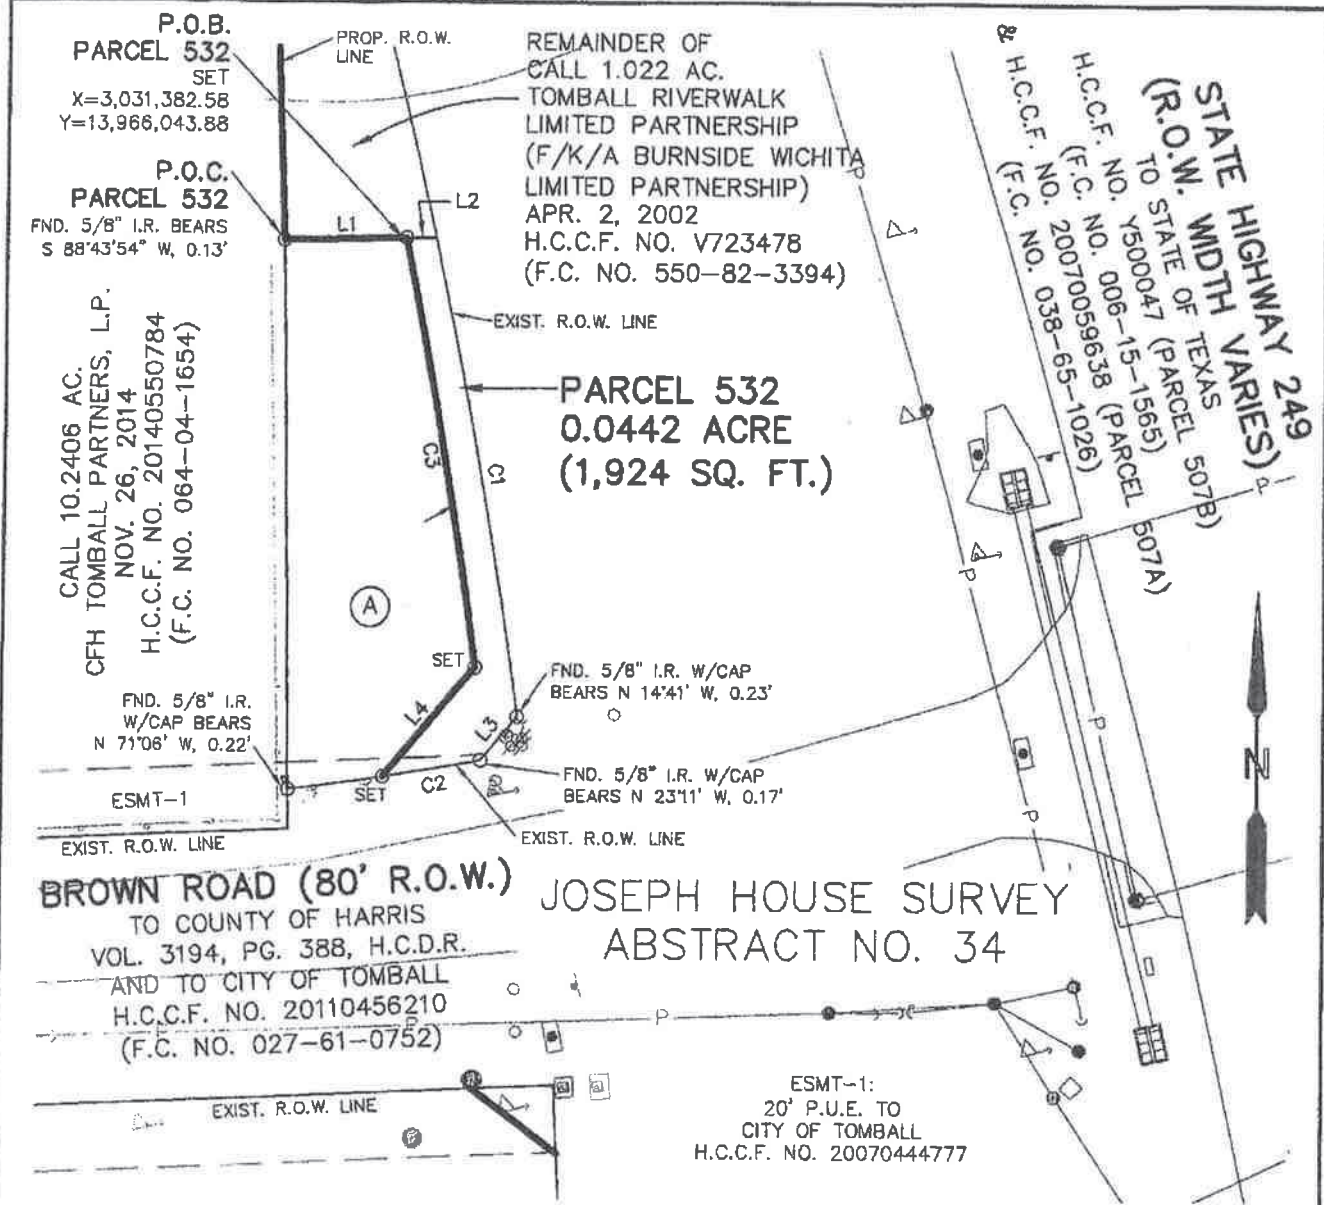 P.O.B.
PARCEL 532
SET
X=3,031,382.58
Y=13,966,043.88
P.O.C.
PARCEL 532
FND. 5/8" I.R. BEARS
S 88°43'54" W, 0.13'
PROP. R.O.W.
LINE
REMAINDER OF
CALL 1.022 AC.
TOMBALL RIVERWALK
LIMITED PARTNERSHIP
(F/K/A BURNSIDE WICHITA
LIMITED PARTNERSHIP)
APR. 2, 2002
H.C.C.F. NO. V723478
(F.C. NO. 550-82-3394)
L1
L2
EXIST. R.O.W. LINE
PARCEL 532
0.0442 ACRE
(1,924 SQ. FT.)
C3
C1
STATE HIGHWAY 249
(R.O.W. WIDTH VARIES)
TO STATE OF TEXAS
H.C.C.F. NO. Y500047 (PARCEL 507B)
(F.C. NO. 006-15-1565)
& H.C.C.F. NO. 20070059638 (PARCEL 507A)
(F.C. NO. 038-65-1026)
CALL 10.2406 AC.
CFH TOMBALL PARTNERS, L.P.
NOV. 26, 2014
H.C.C.F. NO. 20140550784
(F.C. NO. 064-04-1654)
A
SET
L4
L3
FND. 5/8" I.R. W/CAP
BEARS N 14°41' W, 0.23'
FND. 5/8" I.R.
W/CAP BEARS
N 71°06' W, 0.22'
ESMT-1
SET
C2
FND. 5/8" I.R. W/CAP
BEARS N 23°11' W, 0.17'
EXIST. R.O.W. LINE
EXIST. R.O.W. LINE
P
P
P
P
P
P
P
N
BROWN ROAD (80' R.O.W.)
TO COUNTY OF HARRIS
VOL. 3194, PG. 388, H.C.D.R.
AND TO CITY OF TOMBALL
H.C.C.F. NO. 20110456210
(F.C. NO. 027-61-0752)
JOSEPH HOUSE SURVEY
ABSTRACT NO. 34
EXIST. R.O.W. LINE
ESMT-1:
20' P.U.E. TO
CITY OF TOMBALL
H.C.C.F. NO. 20070444777